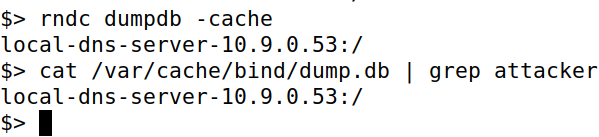 $> rndc dumpdb -cache
local-dns-server-10.9.0.53:/
$> cat /var/cache/bind/dump.db | grep attacker
local-dns-server-10.9.0.53:/
$>